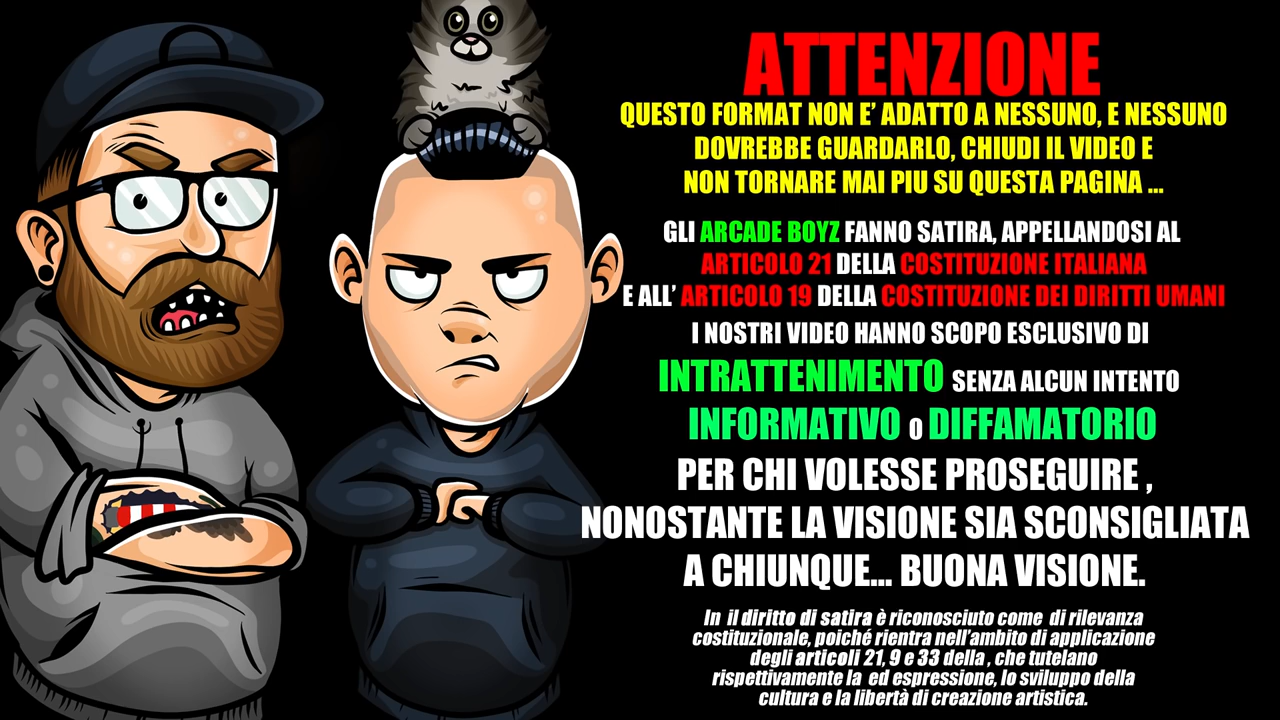 ATTENZIONE
QUESTO FORMAT NON E' ADATTO A NESSUNO, E NESSUNO
DOVREBBE GUARDARLO, CHIUDI IL VIDEO E
NON TORNARE MAI PIU SU QUESTA PAGINA ...
GLI ARCADE BOYZ FANNO SATIRA, APPELLANDOSI AL
ARTICOLO 21 DELLA COSTITUZIONE ITALIANA
E ALL' ARTICOLO 19 DELLA COSTITUZIONE DEI DIRITTI UMANI
I NOSTRI VIDEO HANNO SCOPO ESCLUSIVO DI
INTRATTENIMENTO SENZA ALCUN INTENTO
INFORMATIVO O DIFFAMATORIO
PER CHI VOLESSE PROSEGUIRE ,
NONOSTANTE LA VISIONE SIA SCONSIGLIATA
A CHIUNQUE... BUONA VISIONE.
In il diritto di satira è riconosciuto come di rilevanza
costituzionale, poiché rientra nell'ambito di applicazione
degli articoli 21, 9 e 33 della , che tutelano
rispettivamente la ed espressione, lo sviluppo della
cultura e la libertà di creazione artistica.